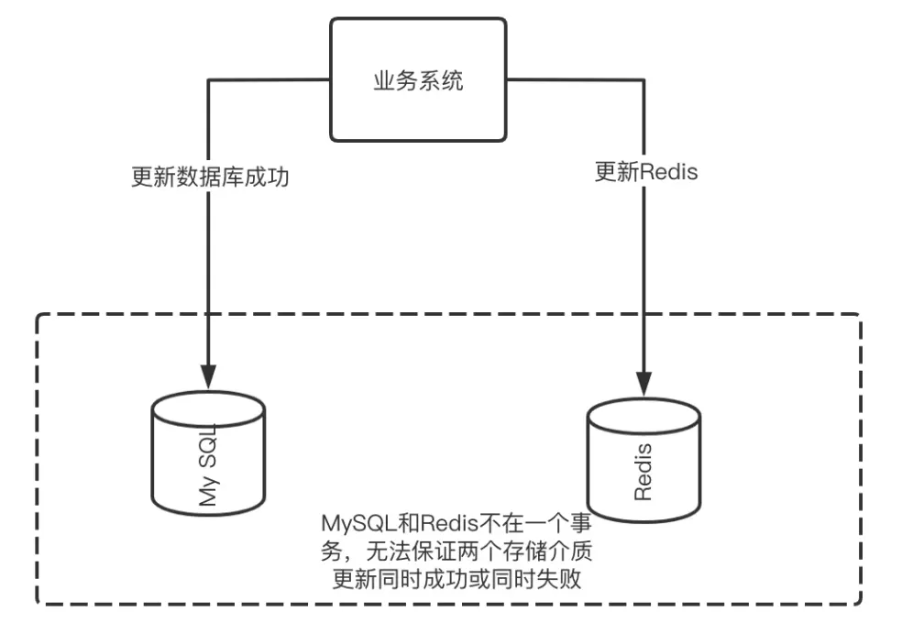 业务系统
更新数据库成功
更新Redis
My SQL
Redis
MySQL和Redis不在一个事
务，无法保证两个存储介质
更新同时成功或同时失败